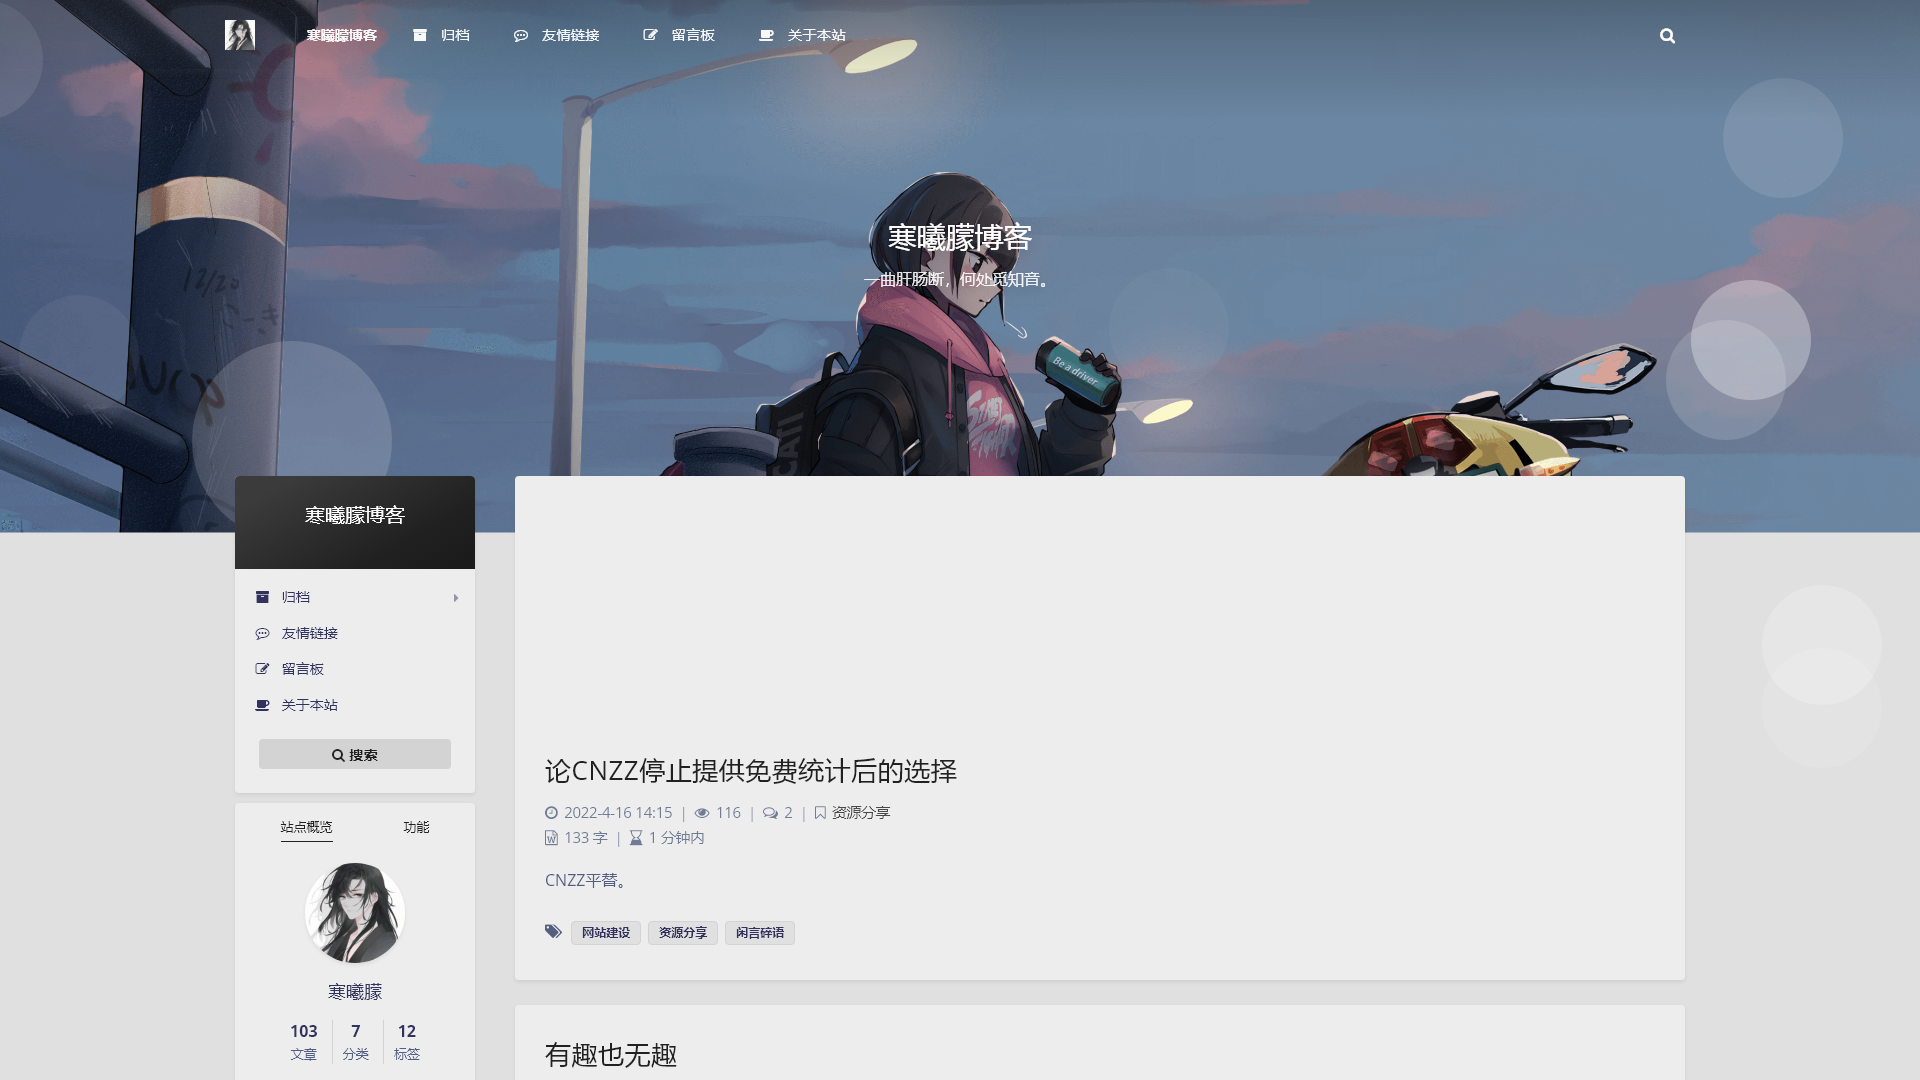 寒曦朦博客 归档 友情链接 留言板 关于本站
寒曦朦博客
一曲肝肠断，何处觅知音。
Be a driver
12/20
寒曦朦博客
归档
友情链接
留言板
关于本站
搜索
站点概览 功能
寒曦朦
103 7 12
文章 分类 标签
论CNZZ停止提供免费统计后的选择
2022-4-16 14:15 | 116 | 2 | 资源分享
133 字 | 1 分钟内
CNZZ平替。
网站建设 资源分享 闲言碎语
有趣也无趣